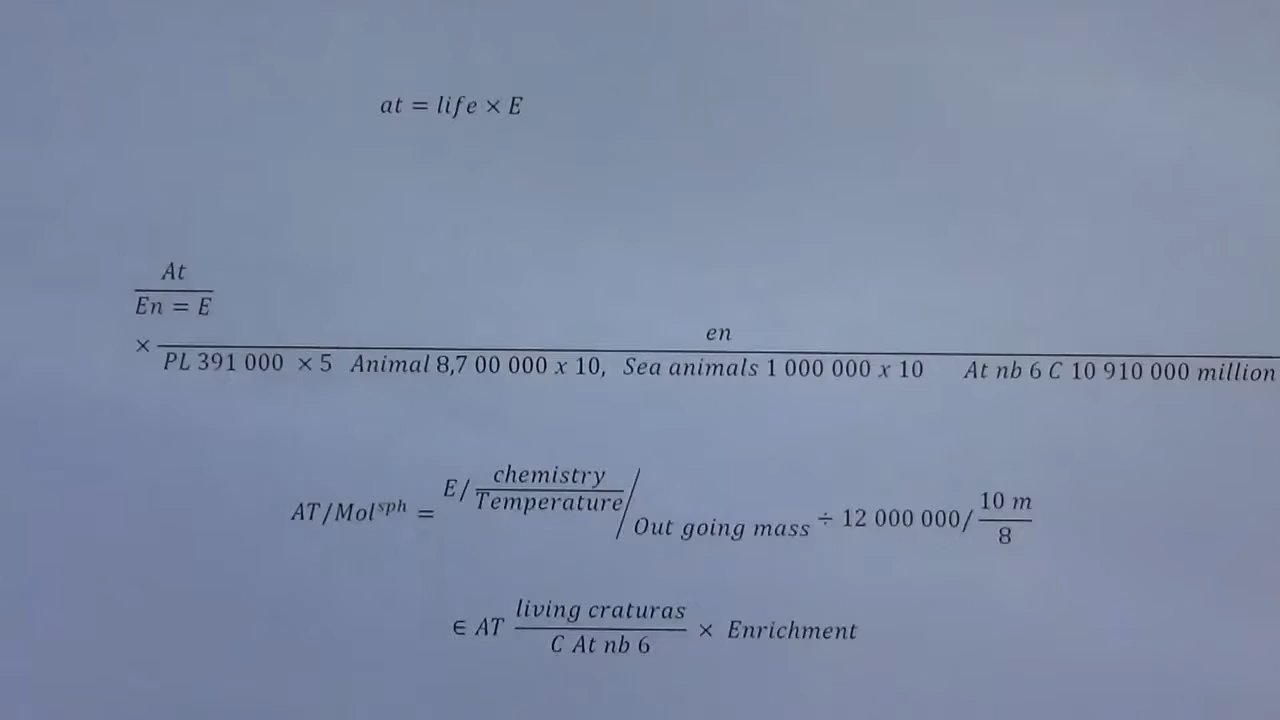 at = life × E
At
En = E
en
× PL 391 000 ×5 Animal 8,7 00 000 x 10, Sea animals 1 000 000 x 10 At nb 6 C 10 910 000 million
AT/Mol^sph = E/ chemistry/Temperature / Out going mass ÷ 12 000 000/ 10 m/8
∈ AT living craturas / C At nb 6 × Enrichment